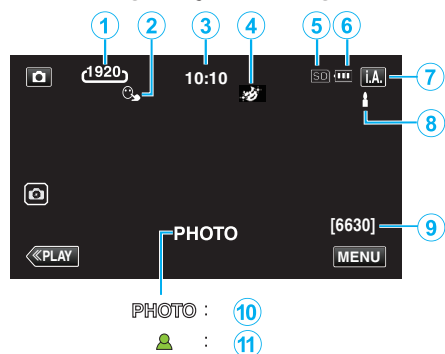 1 2 3 4 5 6
1920 10:10 SD i.A. 7
8
[6630] 9
PHOTO
≪PLAY MENU
PHOTO : 10
: 11